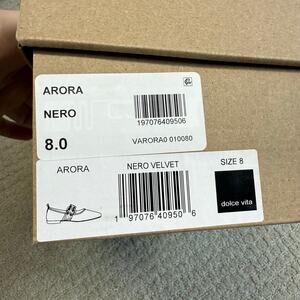 ARORA
NERO
197076409506
8.0
VARORA0 010080
ARORA
NERO VELVET
SIZE 8
1 97076 40950 6
dolce vita